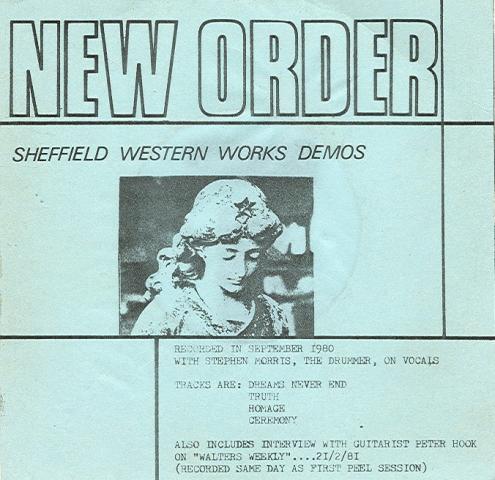 NEW ORDER
SHEFFIELD WESTERN WORKS DEMOS
RECORDED IN SEPTEMBER 1980
WITH STEPHEN MORRIS, THE DRUMMER, ON VOCALS
TRACKS ARE: DREAMS NEVER END
TRUTH
HOMAGE
CEREMONY
ALSO INCLUDES INTERVIEW WITH GUITARIST PETER HOOK
ON "WALTERS WEEKLY"....21/2/81
(RECORDED SAME DAY AS FIRST PEEL SESSION)